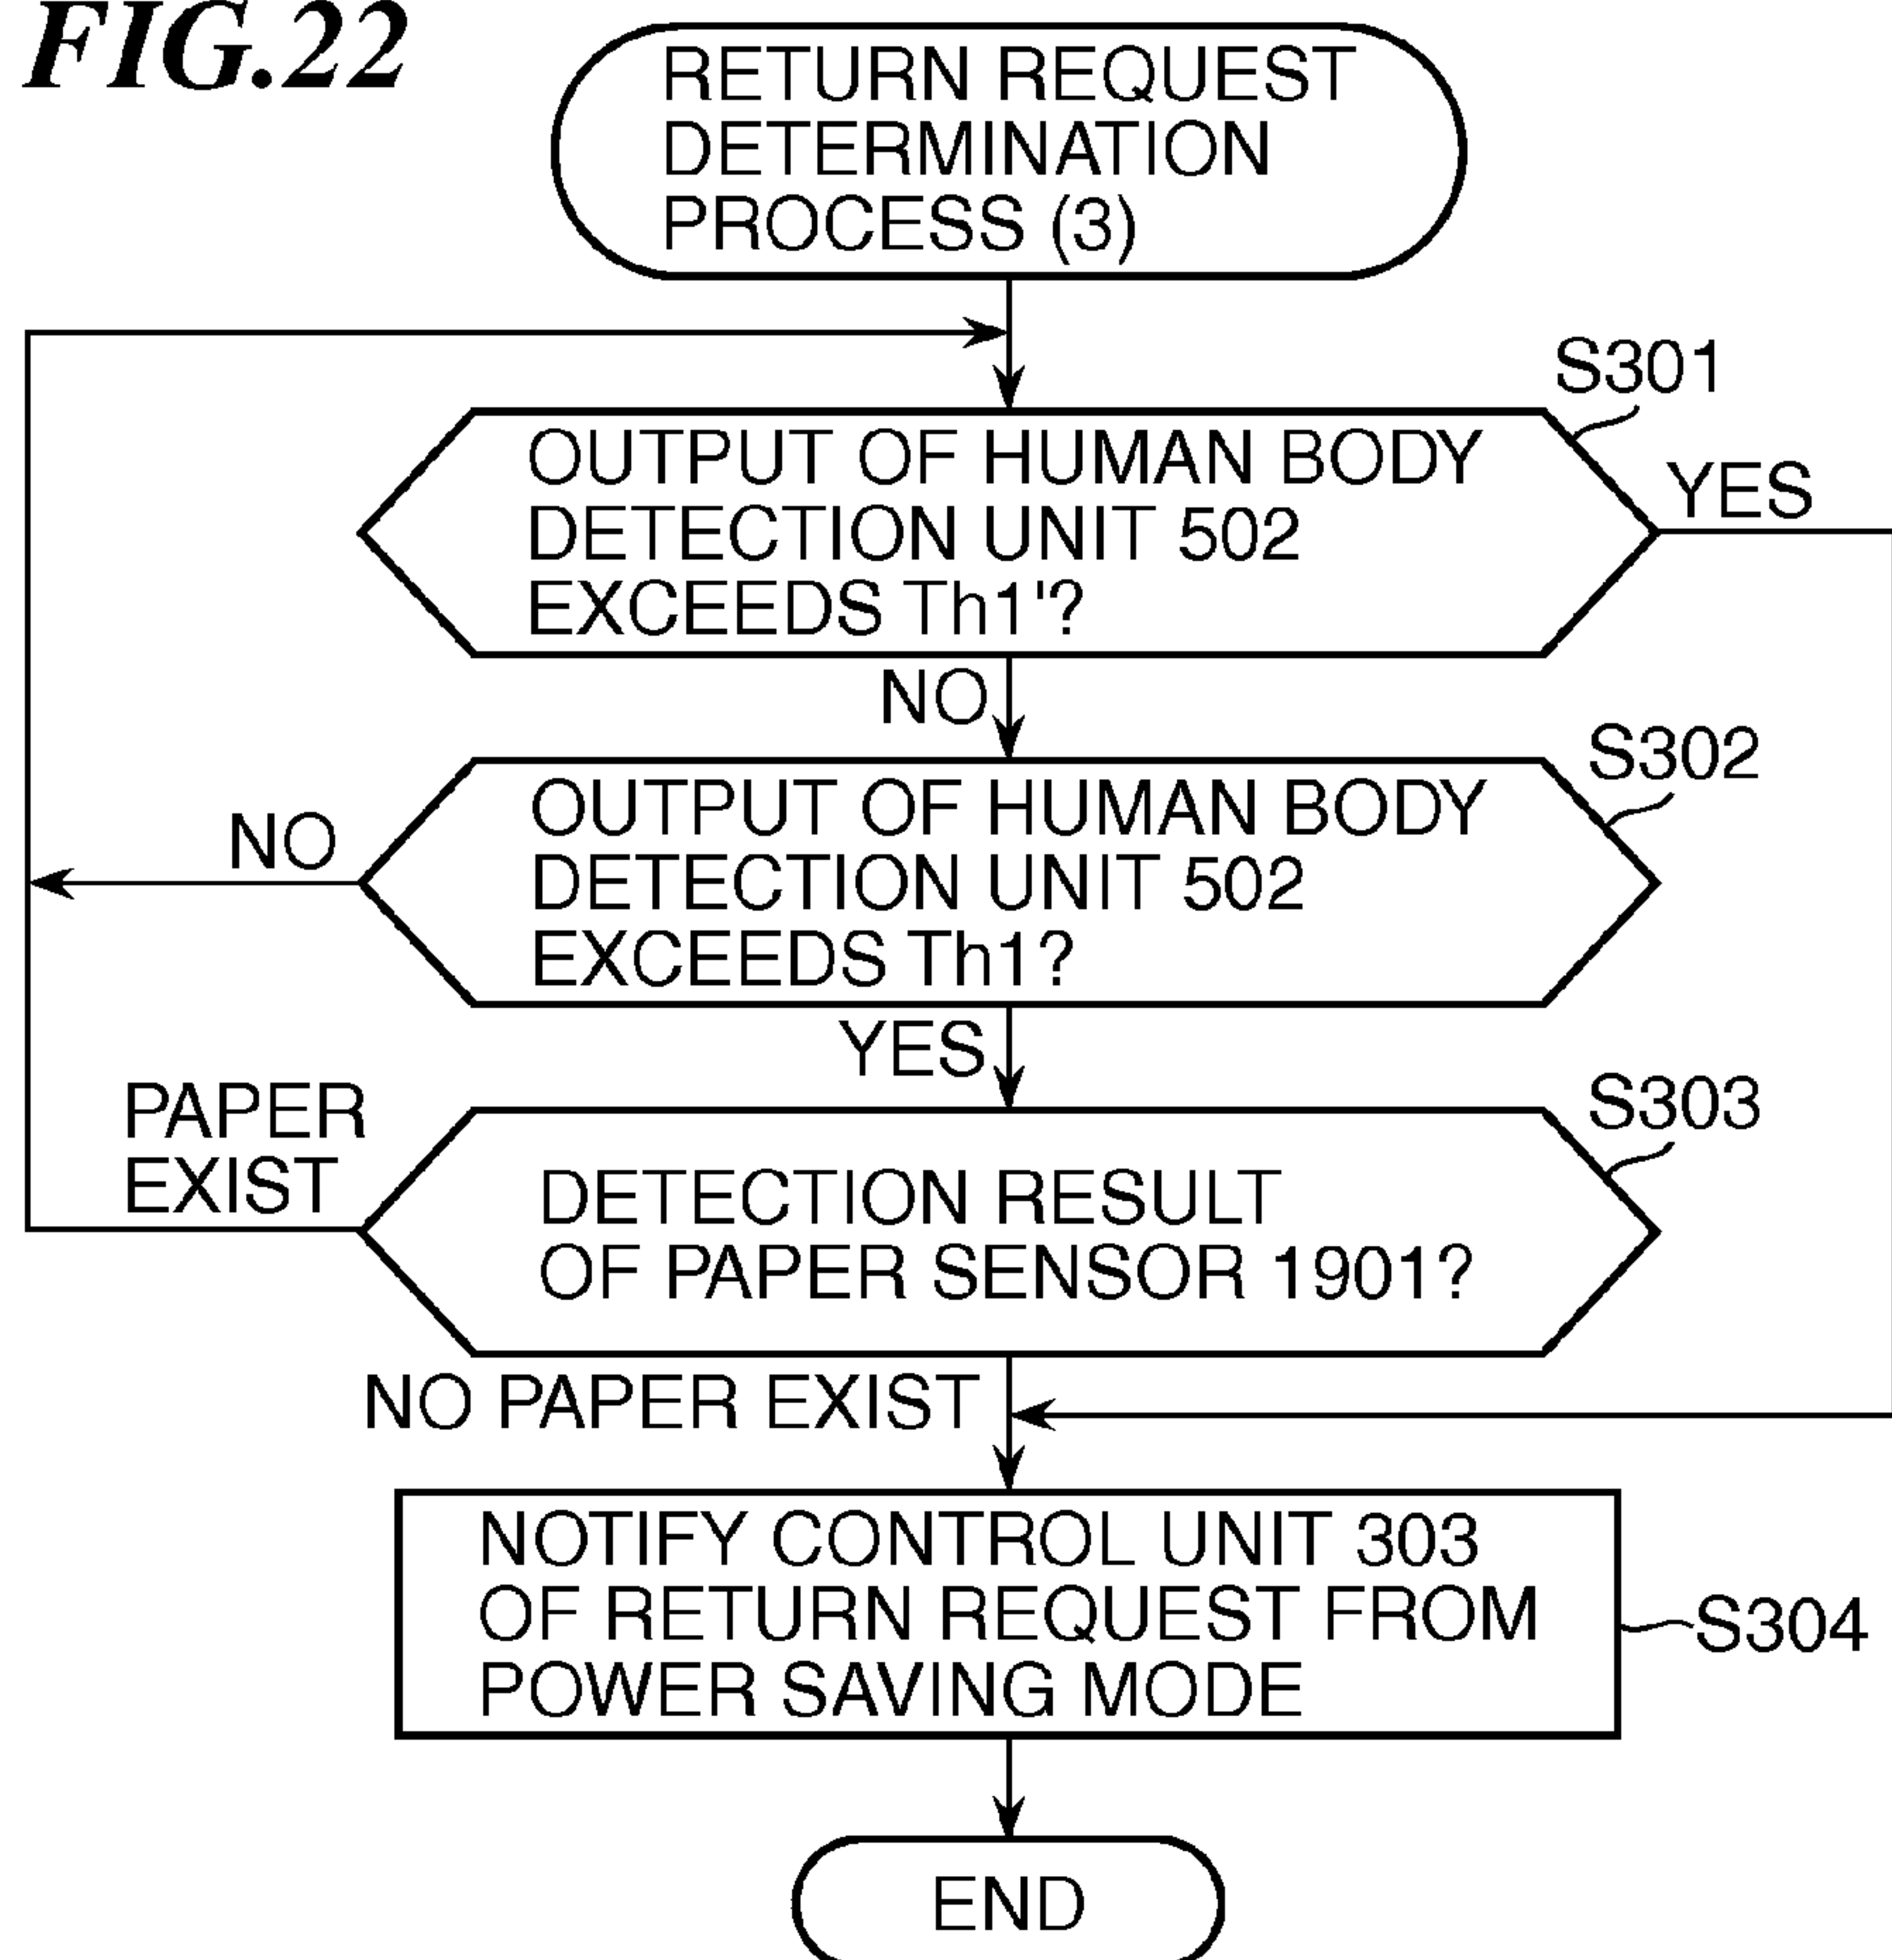 FIG.22
RETURN REQUEST
DETERMINATION
PROCESS (3)
S301
OUTPUT OF HUMAN BODY
DETECTION UNIT 502
EXCEEDS Th1'?
YES
NO
S302
OUTPUT OF HUMAN BODY
DETECTION UNIT 502
EXCEEDS Th1?
NO
YES
PAPER
EXIST
S303
DETECTION RESULT
OF PAPER SENSOR 1901?
NO PAPER EXIST
NOTIFY CONTROL UNIT 303
OF RETURN REQUEST FROM
POWER SAVING MODE
S304
END